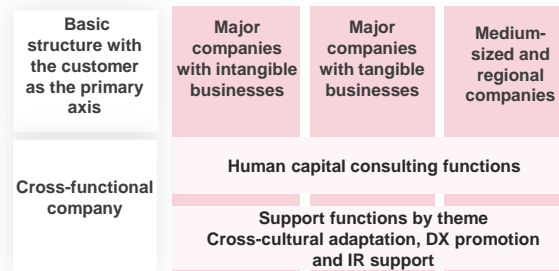 Basic
structure with
the customer
as the primary
axis
Major
companies
with intangible
businesses
Major
companies
with tangible
businesses
Medium-
sized and
regional
companies
Cross-functional
company
Human capital consulting functions
Support functions by theme
Cross-cultural adaptation, DX promotion
and IR support